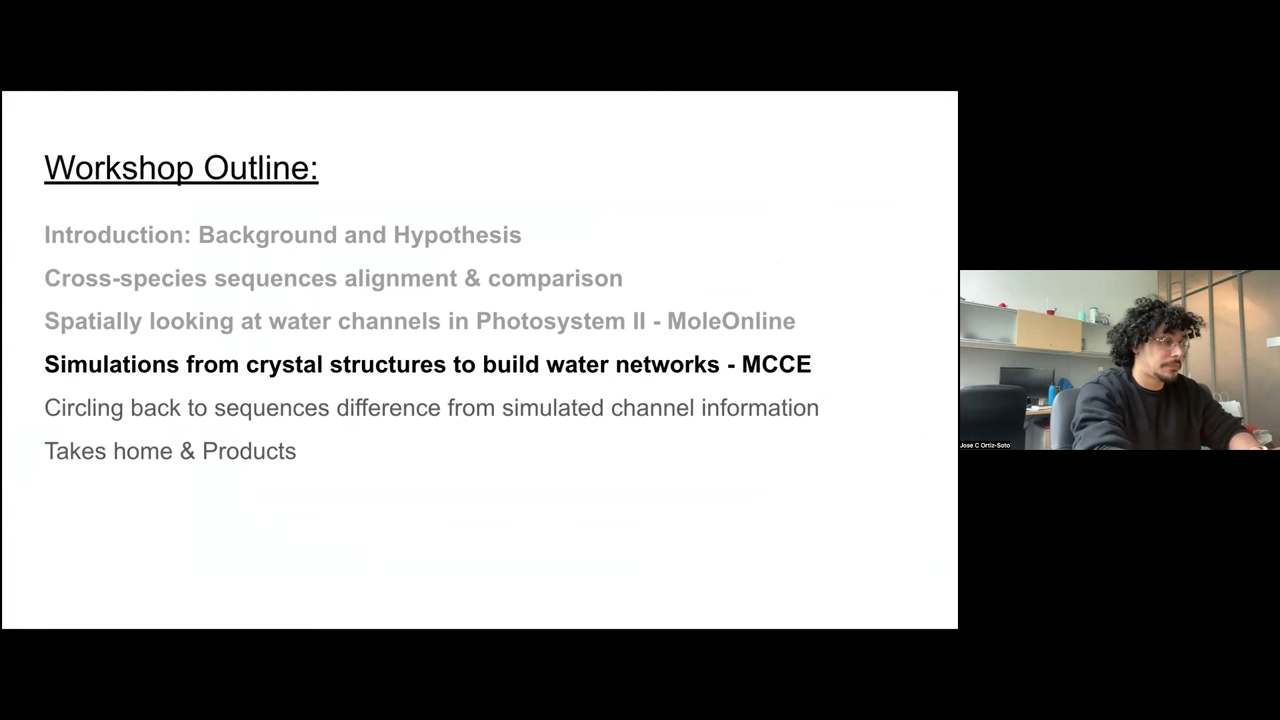 Workshop Outline:
Introduction: Background and Hypothesis
Cross-species sequences alignment & comparison
Spatially looking at water channels in Photosystem II - MoleOnline
Simulations from crystal structures to build water networks - MCCE
Circling back to sequences difference from simulated channel information
Takes home & Products
Jose C Ortiz-Soto